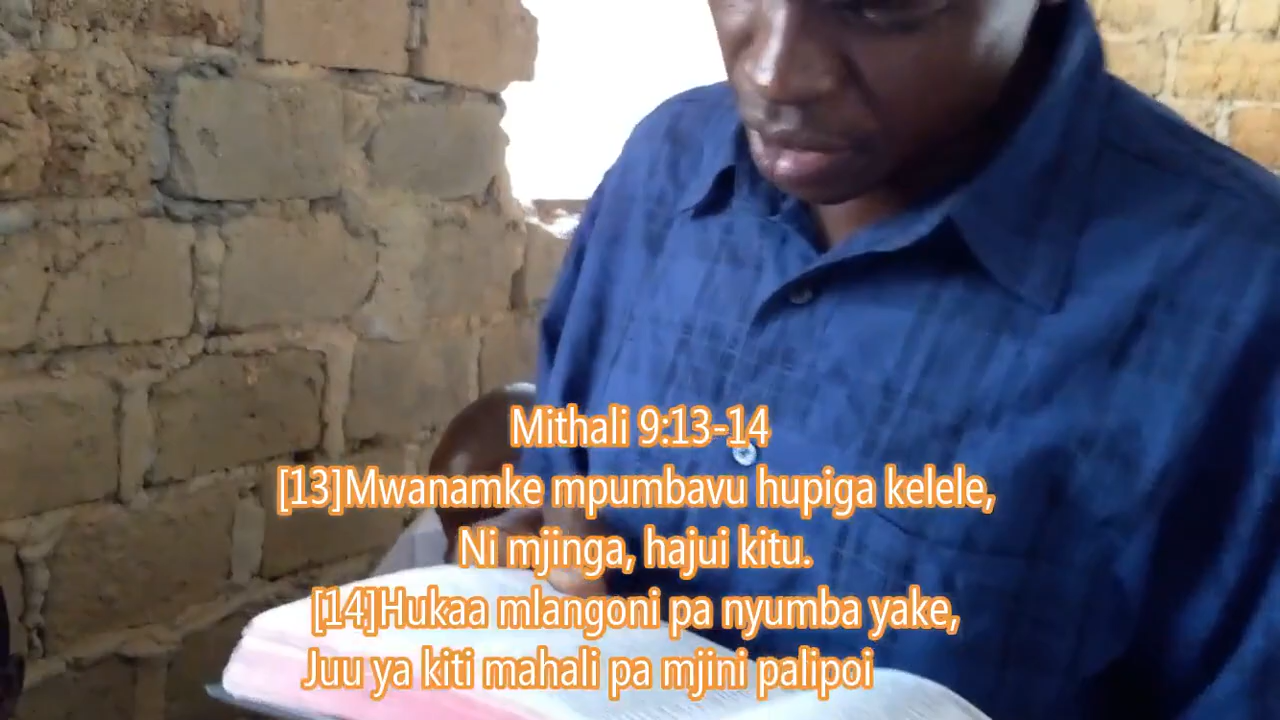 Mithali 9:13-14
[13]Mwanamke mpumbavu hupiga kelele,
Ni mjinga, hajui kitu.
[14]Hukaa mlangoni pa nyumba yake,
Juu ya kiti mahali pa mjini palipoi